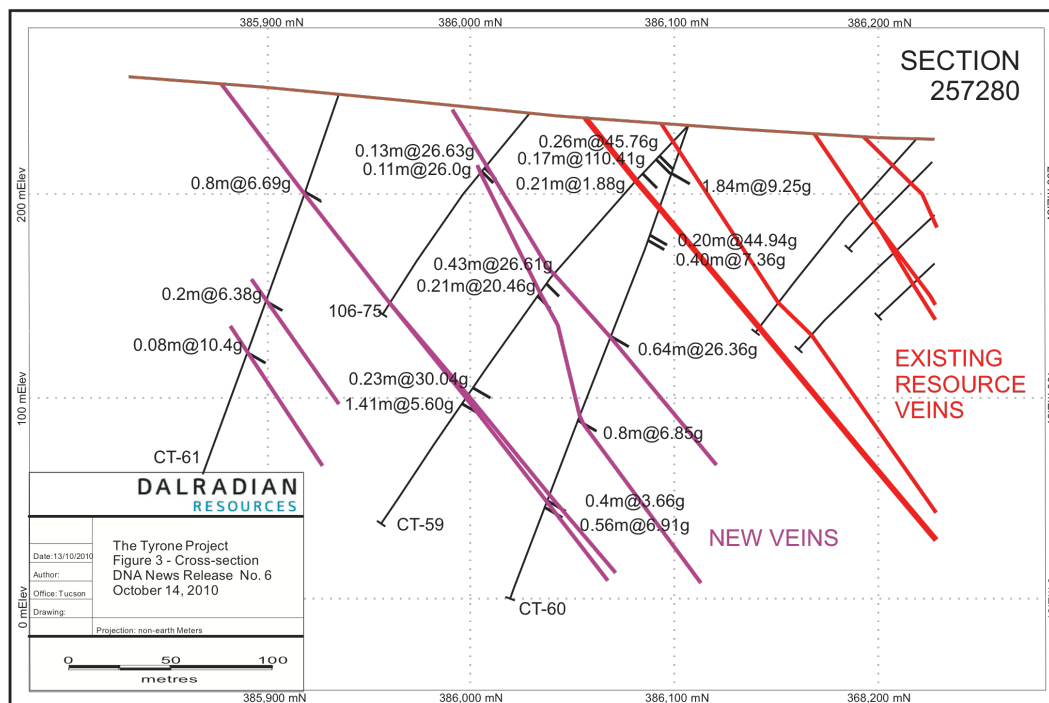 385,900 mN
386,000 mN
386,100 mN
386,200 mN
SECTION
257280
0.26m@45.76g
0.13m@26.63g
0.17m@110.41g
0.11m@26.0g
0.8m@6.69g
0.21m@1.88g
1.84m@9.25g
200 mElev
0.20m@44.94g
0.40m@7.36g
0.43m@26.61g
0.21m@20.46g
0.2m@6.38g
106-75
0.08m@10.4g
0.64m@26.36g
EXISTING
RESOURCE
VEINS
0.23m@30.04g
1.41m@5.60g
100 mElev
0.8m@6.85g
CT-61
DALRADIAN
RESOURCES
0.4m@3.66g
CT-59
0.56m@6.91g
NEW VEINS
Date:13/10/2010
Author:
Office: Tucson
Drawing:
The Tyrone Project
Figure 3 - Cross-section
DNA News Release No. 6
October 14, 2010
Projection: non-earth Meters
0 mElev
CT-60
0 50 100
metres
385,900 mN
386,000 mN
386,100 mN
368,200 mN